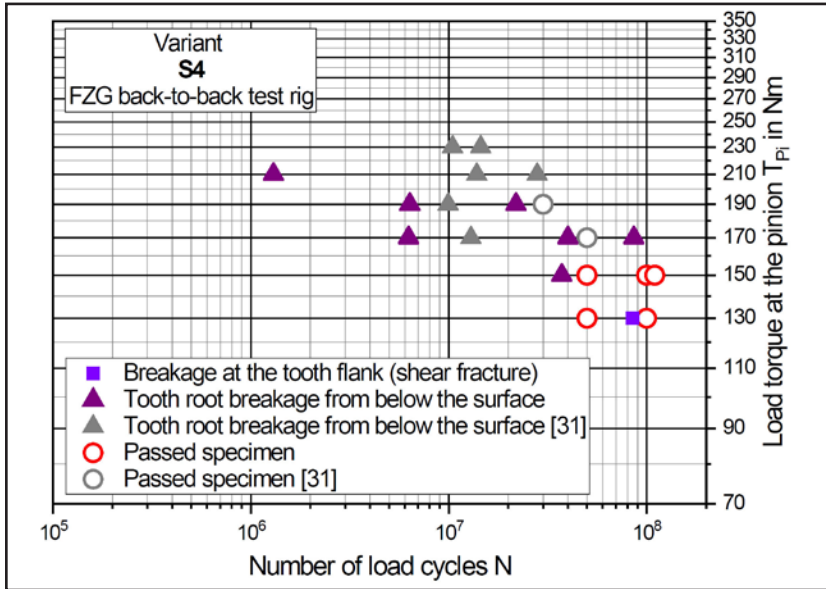 Variant
S4
FZG back-to-back test rig
350
330
310
290
270
250
230
210
190
170
150
130
110
90
70
Load torque at the pinion T_Pi in Nm
Breakage at the tooth flank (shear fracture)
Tooth root breakage from below the surface
Tooth root breakage from below the surface [31]
Passed specimen
Passed specimen [31]
10^5
10^6
10^7
10^8
Number of load cycles N